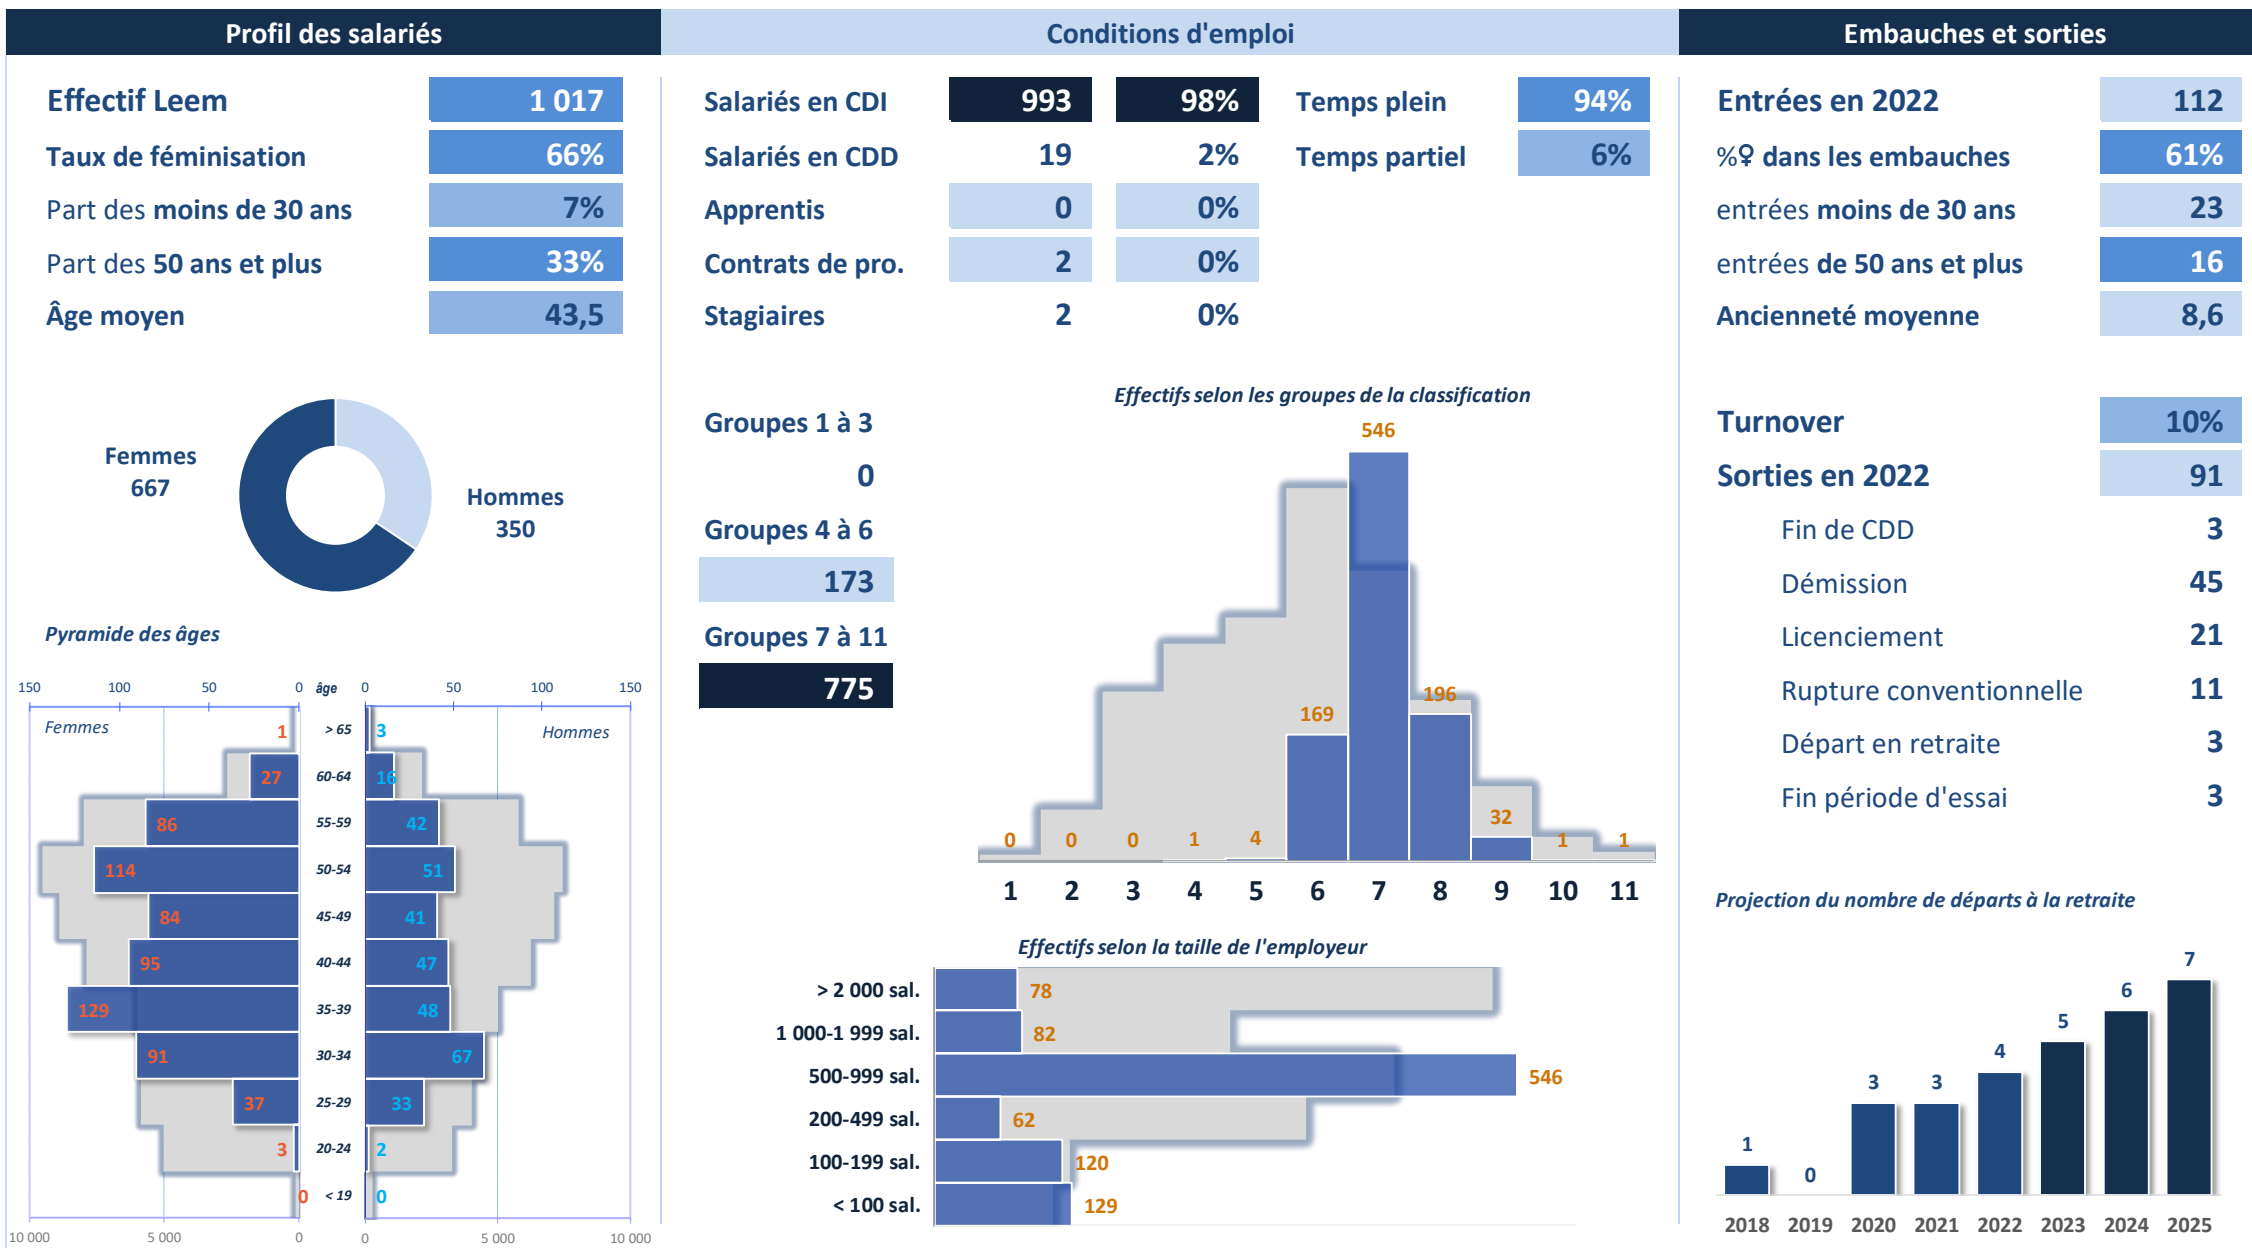 Profil des salariés
Effectif Leem 1 017
Taux de féminisation 66%
Part des moins de 30 ans 7%
Part des 50 ans et plus 33%
Âge moyen 43,5
Femmes
667
Hommes
350
Pyramide des âges
150 100 50 0 âge 0 50 100 150
Femmes Hommes
1 > 65 3
27 60-64 16
86 55-59 42
114 50-54 51
84 45-49 41
95 40-44 47
129 35-39 48
91 30-34 67
37 25-29 33
3 20-24 2
0 < 19 0
10 000 5 000 0 0 5 000 10 000
Conditions d'emploi
Salariés en CDI 993 98% Temps plein 94%
Salariés en CDD 19 2% Temps partiel 6%
Apprentis 0 0%
Contrats de pro. 2 0%
Stagiaires 2 0%
Groupes 1 à 3
0
Groupes 4 à 6
173
Groupes 7 à 11
775
Effectifs selon les groupes de la classification
546
196
169
32
0 0 0 1 4 1 1
1 2 3 4 5 6 7 8 9 10 11
Effectifs selon la taille de l'employeur
> 2 000 sal. 78
1 000-1 999 sal. 82
500-999 sal. 546
200-499 sal. 62
100-199 sal. 120
< 100 sal. 129
Embauches et sorties
Entrées en 2022 112
%♀ dans les embauches 61%
entrées moins de 30 ans 23
entrées de 50 ans et plus 16
Ancienneté moyenne 8,6
Turnover 10%
Sorties en 2022 91
Fin de CDD 3
Démission 45
Licenciement 21
Rupture conventionnelle 11
Départ en retraite 3
Fin période d'essai 3
Projection du nombre de départs à la retraite
1 0 3 3 4 5 6 7
2018 2019 2020 2021 2022 2023 2024 2025